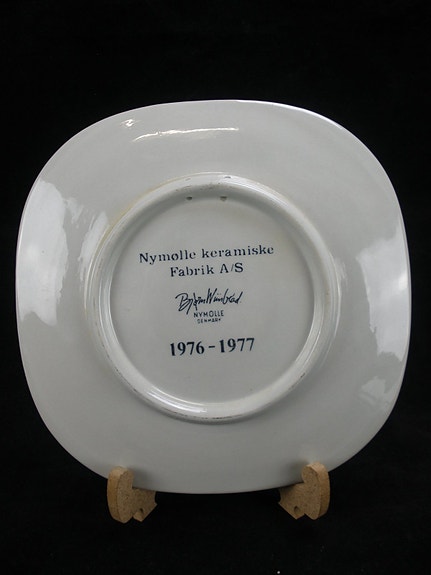 Nymølle keramiske
Fabrik A/S
Bjørn Wiinblad
NYMØLLE
DENMARK
1976-1977